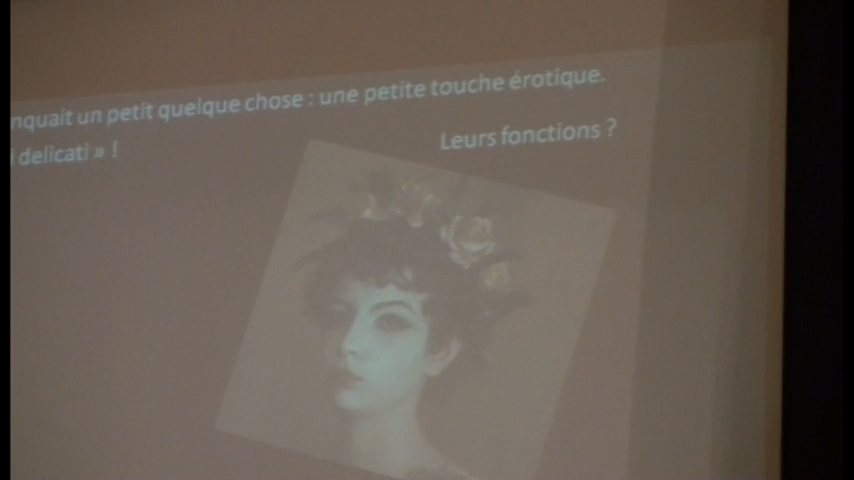 nquait un petit quelque chose : une petite touche érotique.
i delicati » !
Leurs fonctions ?